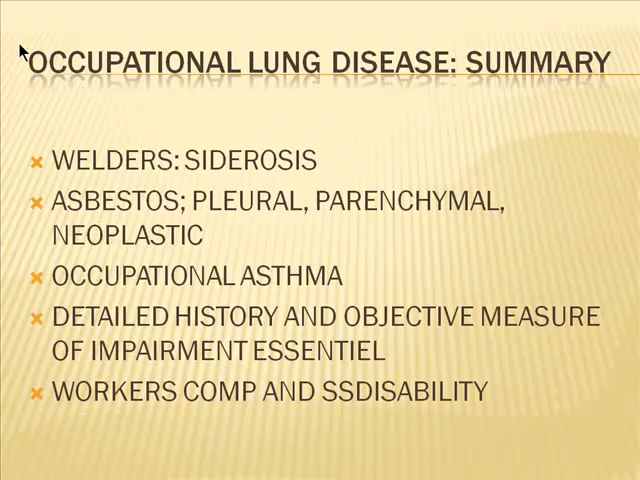 OCCUPATIONAL LUNG DISEASE: SUMMARY
WELDERS: SIDEROSIS
ASBESTOS; PLEURAL, PARENCHYMAL,
NEOPLASTIC
OCCUPATIONAL ASTHMA
DETAILED HISTORY AND OBJECTIVE MEASURE
OF IMPAIRMENT ESSENTIEL
WORKERS COMP AND SSDISABILITY